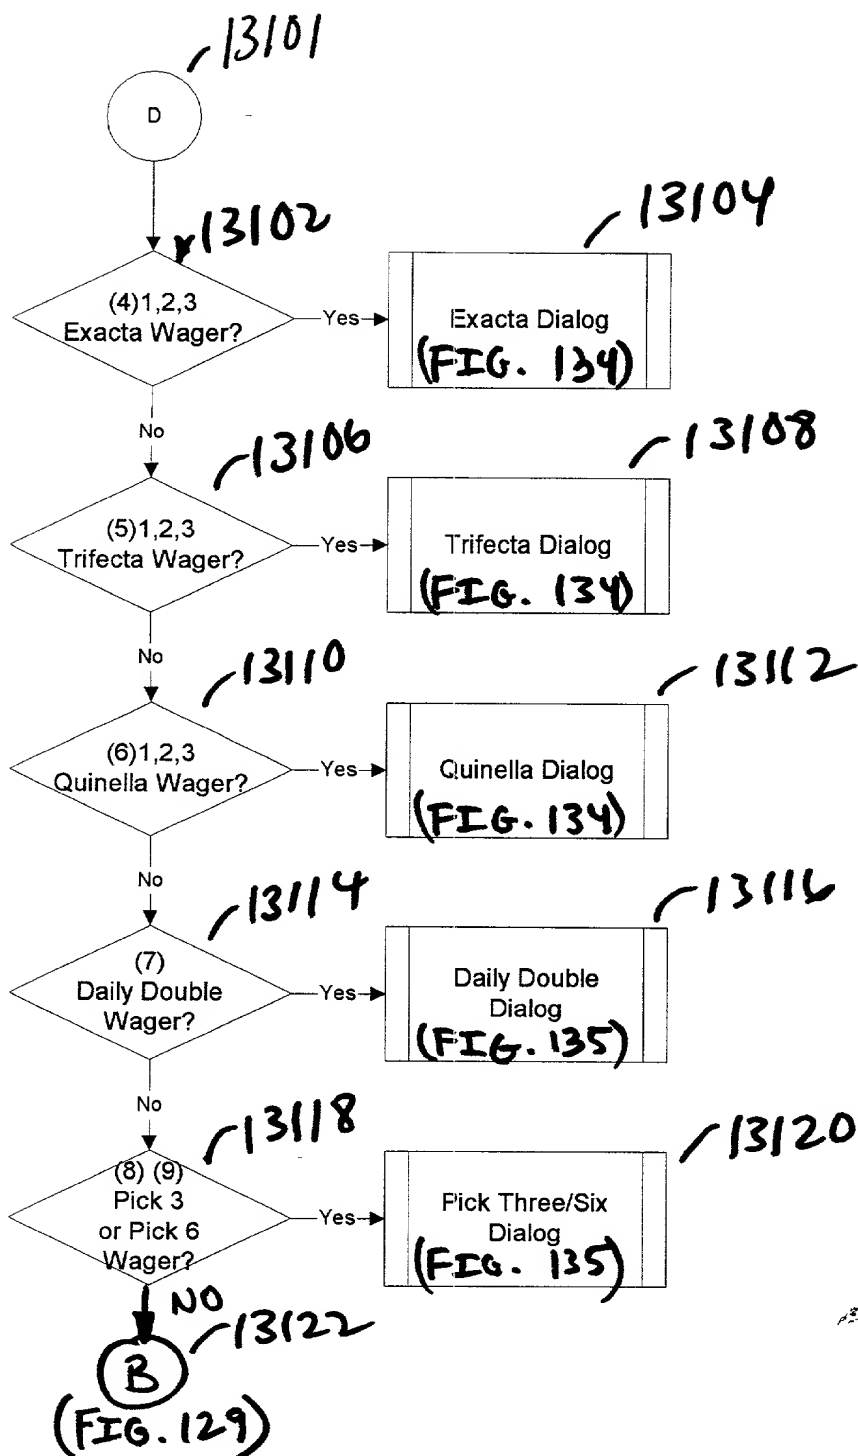 13101
D
13102
13104
(4)1,2,3
Exacta Wager?
Yes
Exacta Dialog
(FIG. 134)
No
13106
13108
(5)1,2,3
Trifecta Wager?
Yes
Trifecta Dialog
(FIG. 134)
No
13110
13112
(6)1,2,3
Quinella Wager?
Yes
Quinella Dialog
(FIG. 134)
No
13114
13116
(7)
Daily Double
Wager?
Yes
Daily Double
Dialog
(FIG. 135)
No
13118
13120
(8) (9)
Pick 3
or Pick 6
Wager?
Yes
Pick Three/Six
Dialog
(FIG. 135)
NO
13122
B
(FIG. 129)